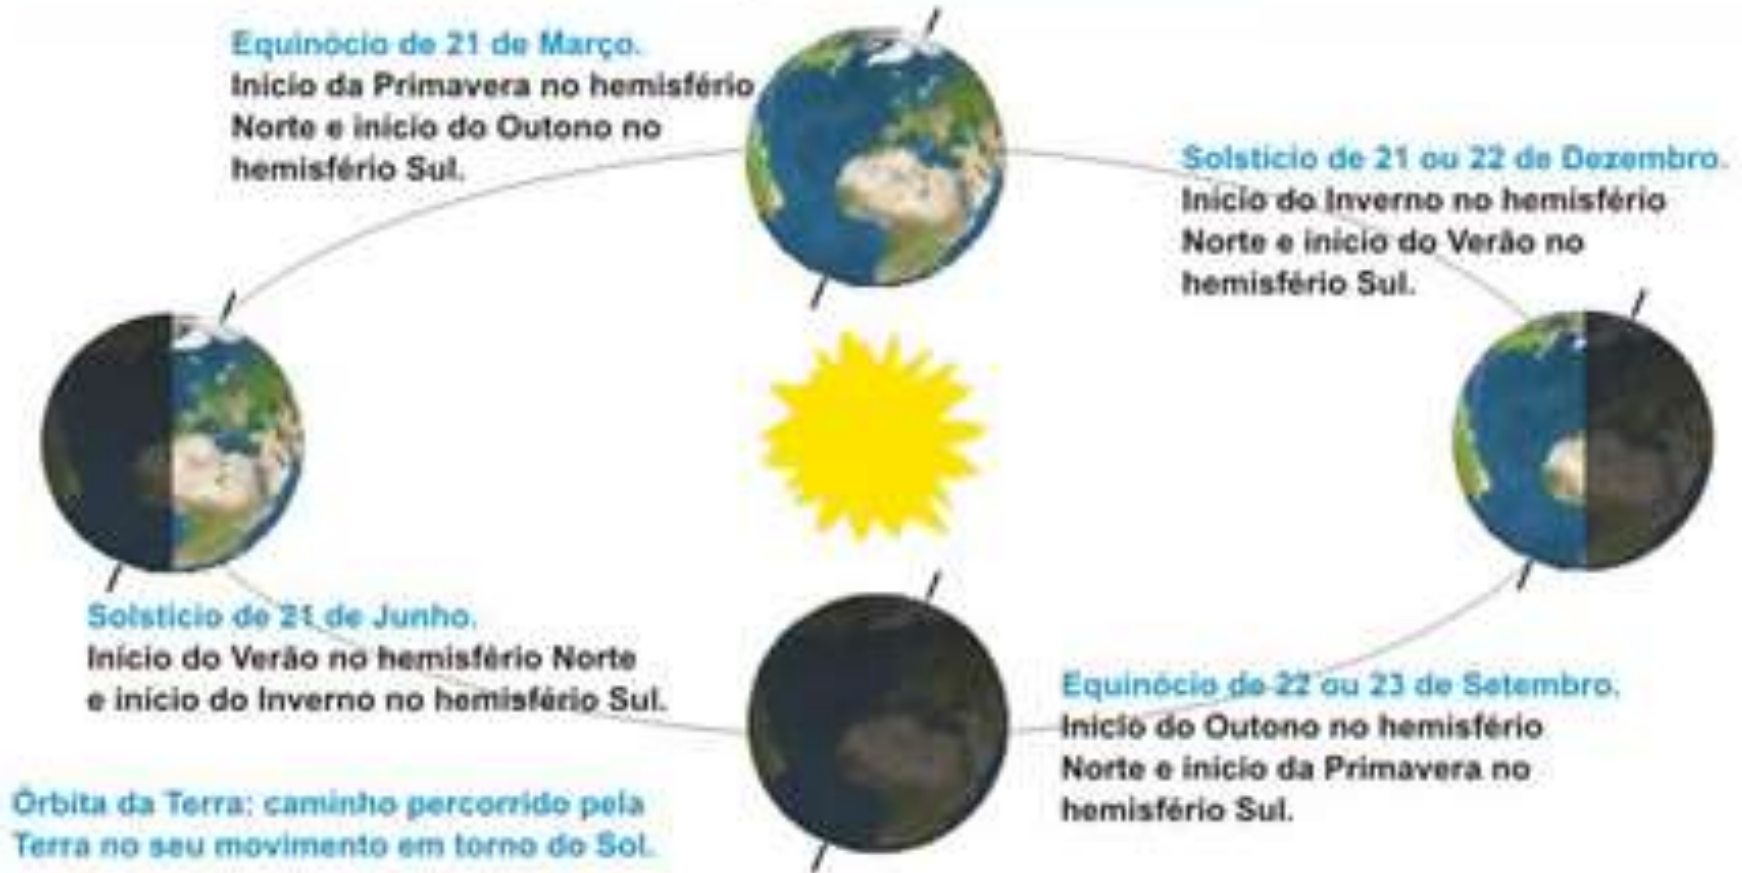 Equinócio de 21 de Março.
Início da Primavera no hemisfério
Norte e início do Outono no
hemisfério Sul.
Solstício de 21 ou 22 de Dezembro.
Início do Inverno no hemisfério
Norte e início do Verão no
hemisfério Sul.
Solstício de 21 de Junho.
Início do Verão no hemisfério Norte
e início do Inverno no hemisfério Sul.
Equinócio de 22 ou 23 de Setembro.
Início do Outono no hemisfério
Norte e início da Primavera no
hemisfério Sul.
Órbita da Terra: caminho percorrido pela
Terra no seu movimento em torno do Sol.